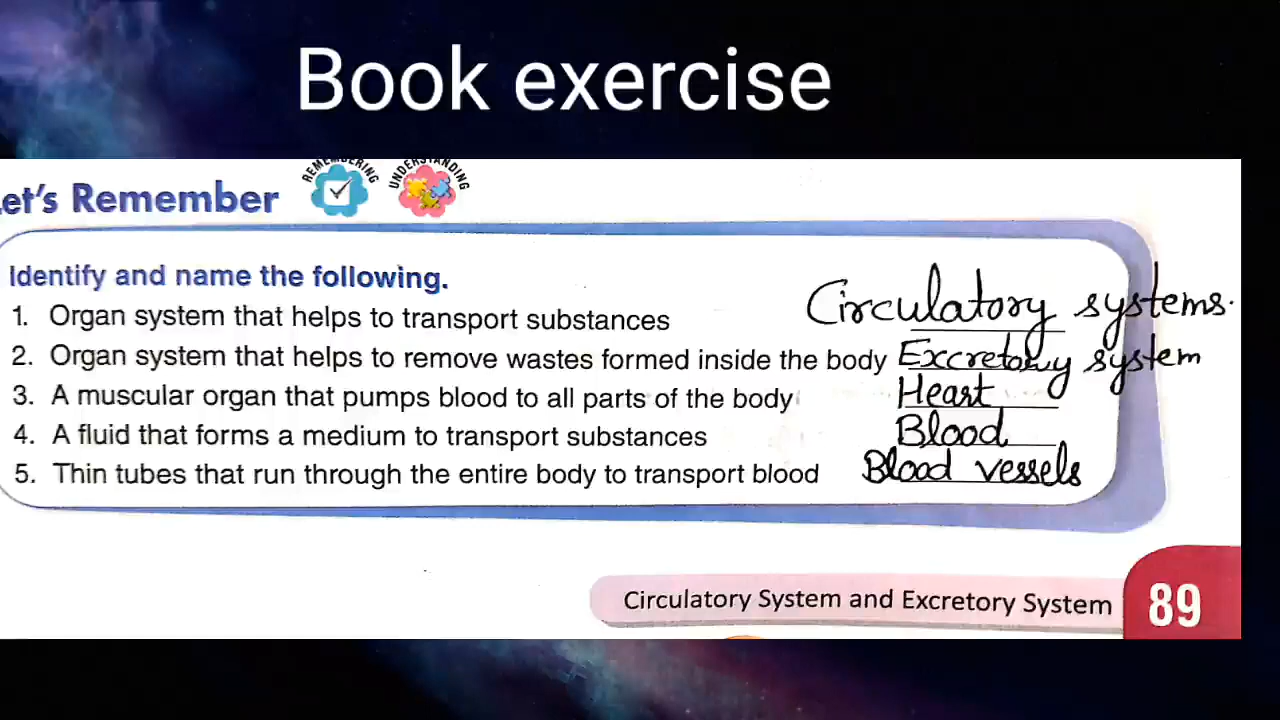 Book exercise
REMEMBERING UNDERSTANDING
Let's Remember
Identify and name the following.
1. Organ system that helps to transport substances Circulatory systems.
2. Organ system that helps to remove wastes formed inside the body Excretory system
3. A muscular organ that pumps blood to all parts of the body Heart
4. A fluid that forms a medium to transport substances Blood
5. Thin tubes that run through the entire body to transport blood Blood vessels
Circulatory System and Excretory System 89